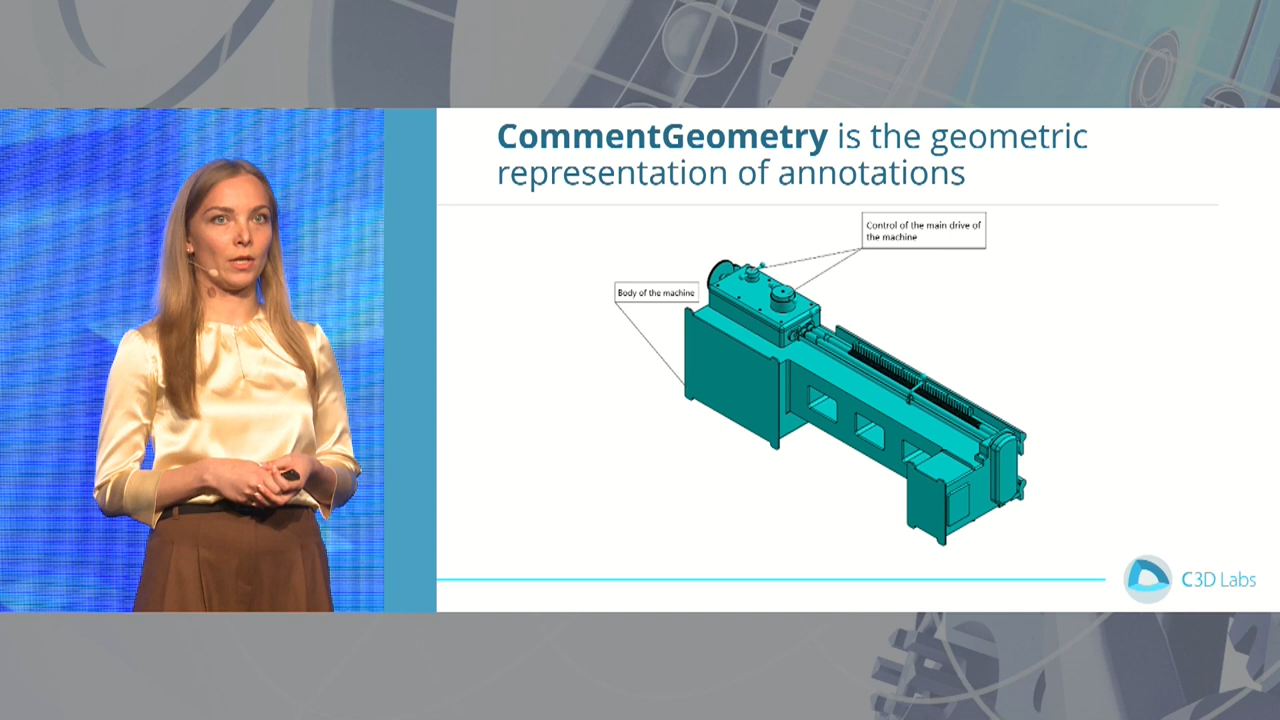 CommentGeometry is the geometric
representation of annotations
Control of the main drive of
the machine
Body of the machine
C3D Labs